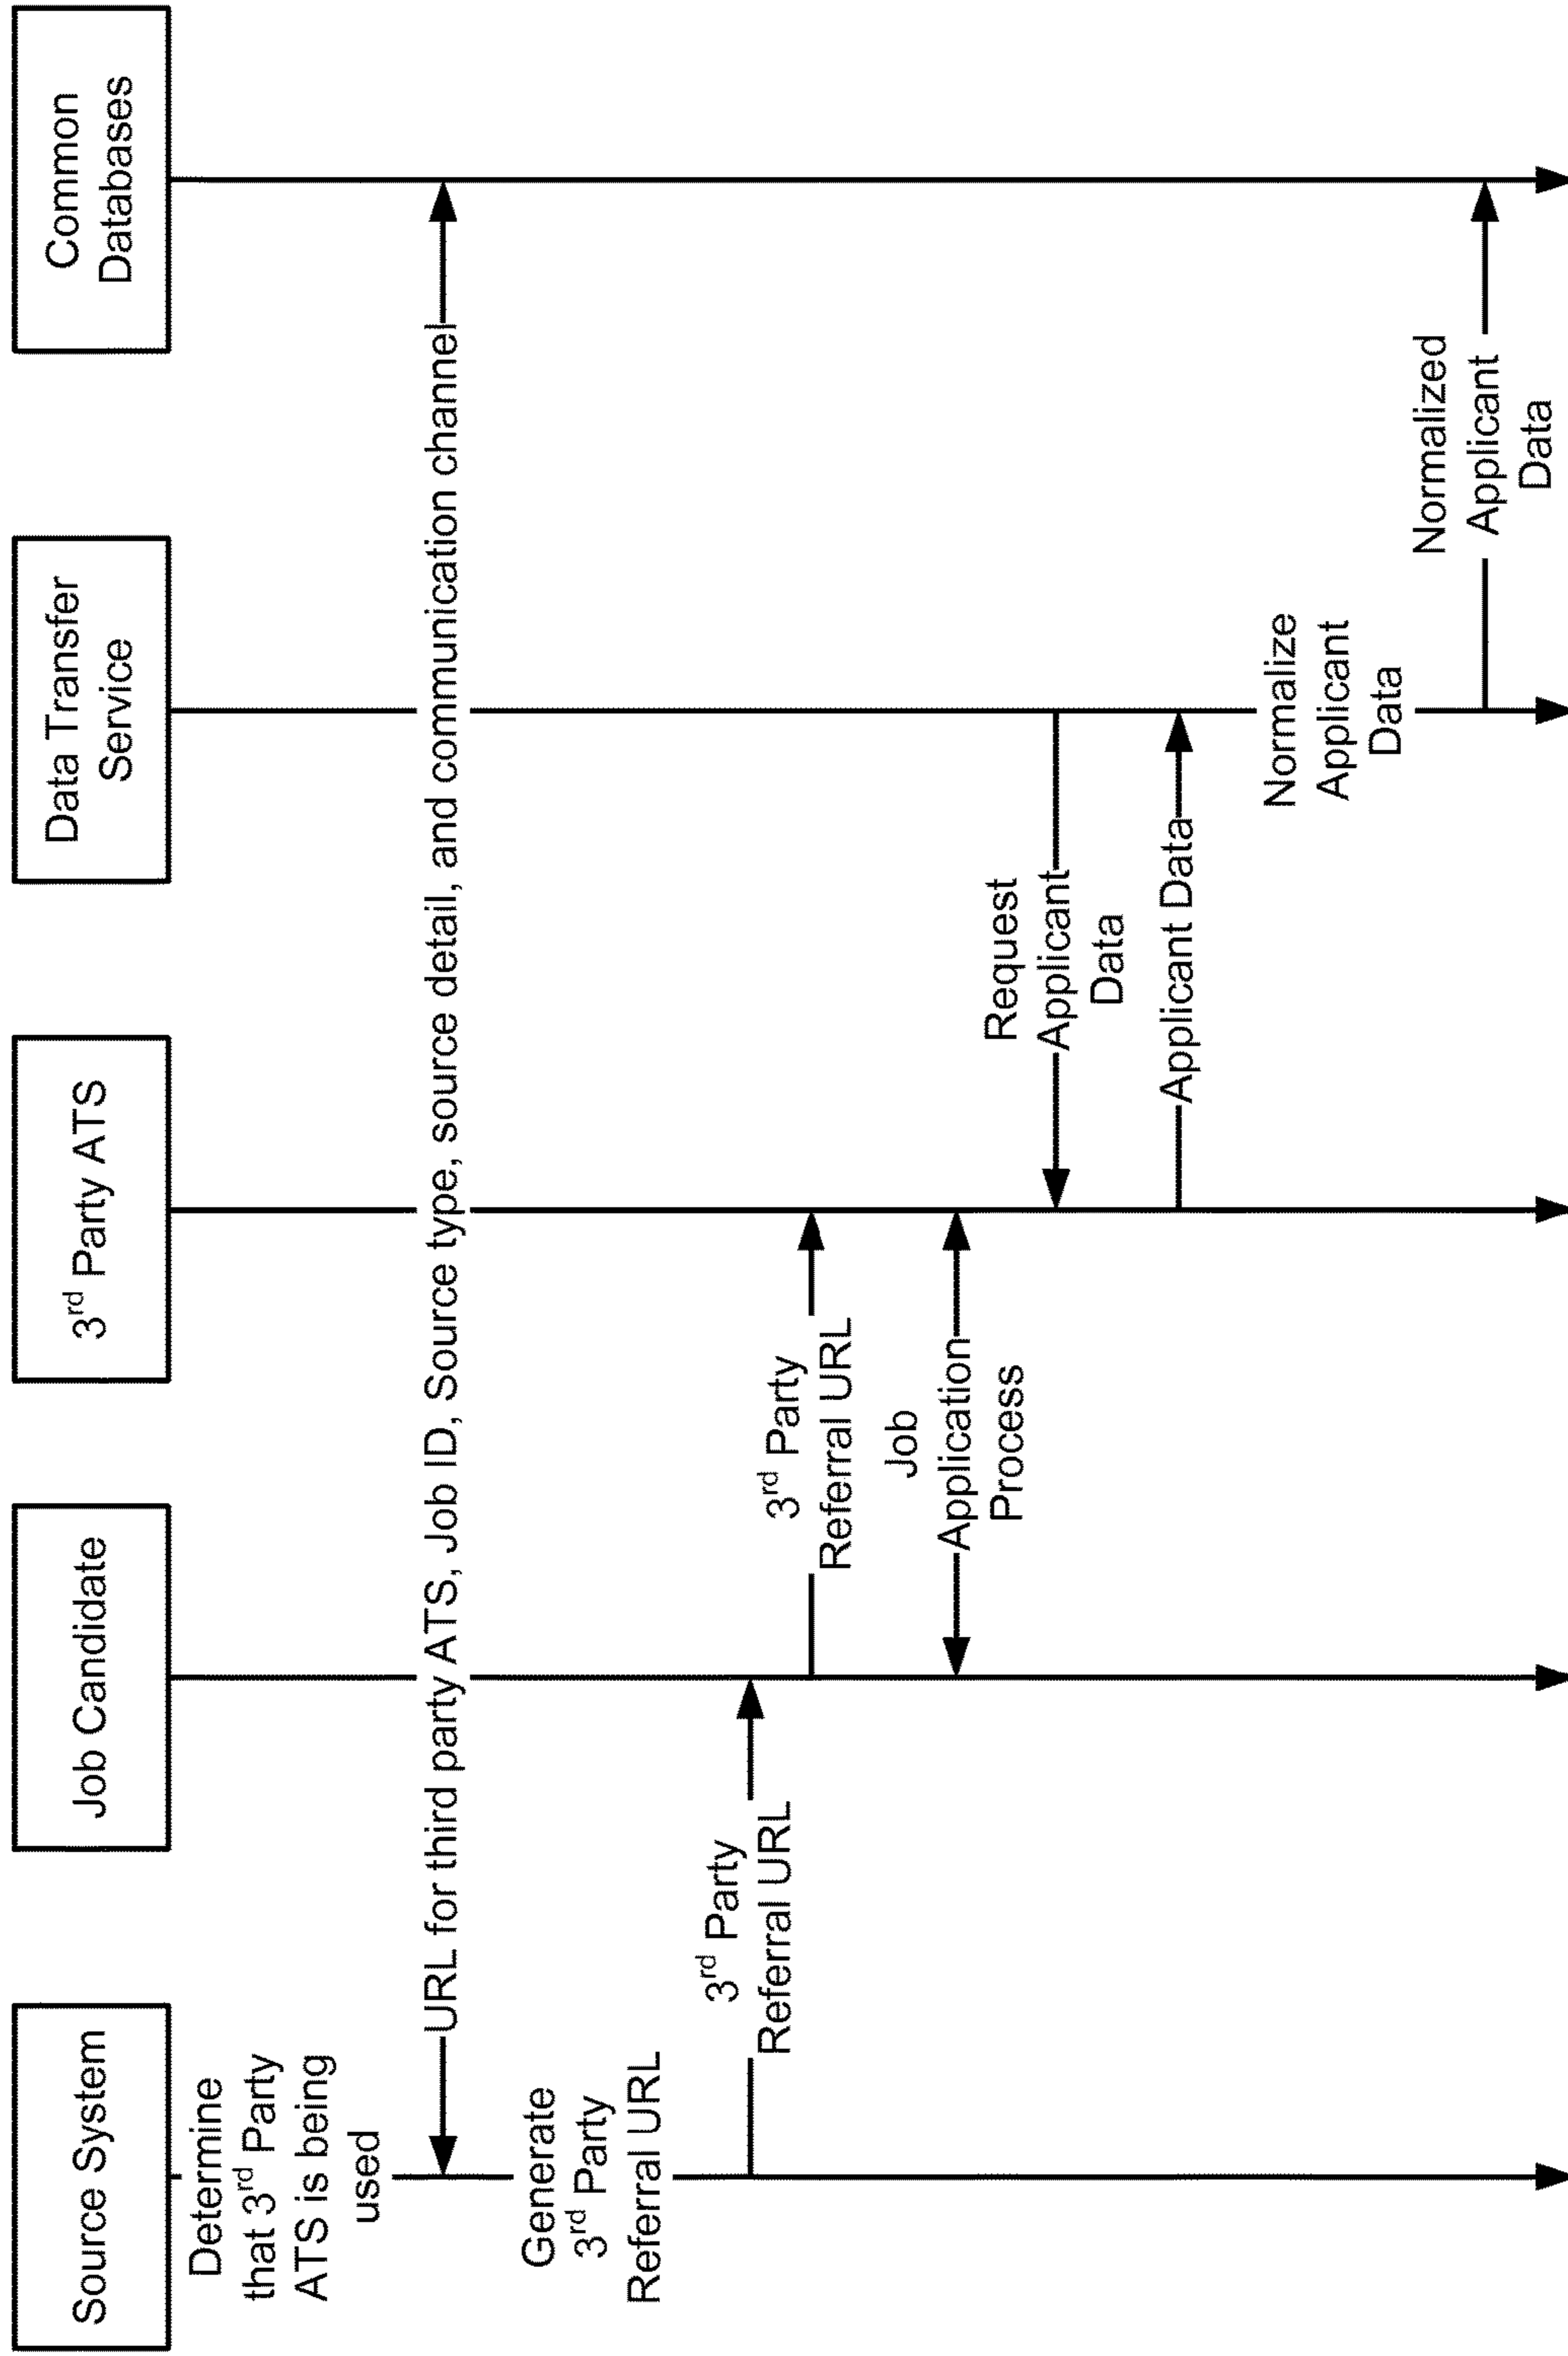 Source System
Job Candidate
3rd Party ATS
Data Transfer
Service
Common
Databases
Determine
that 3rd Party
ATS is being
used
URL for third party ATS, Job ID, Source type, source detail, and communication channel
Generate
3rd Party
Referral URL
3rd Party
Referral URL
3rd Party
Referral URL
Job
Application
Process
Request
Applicant
Data
Applicant Data
Normalize
Applicant
Data
Normalized
Applicant
Data